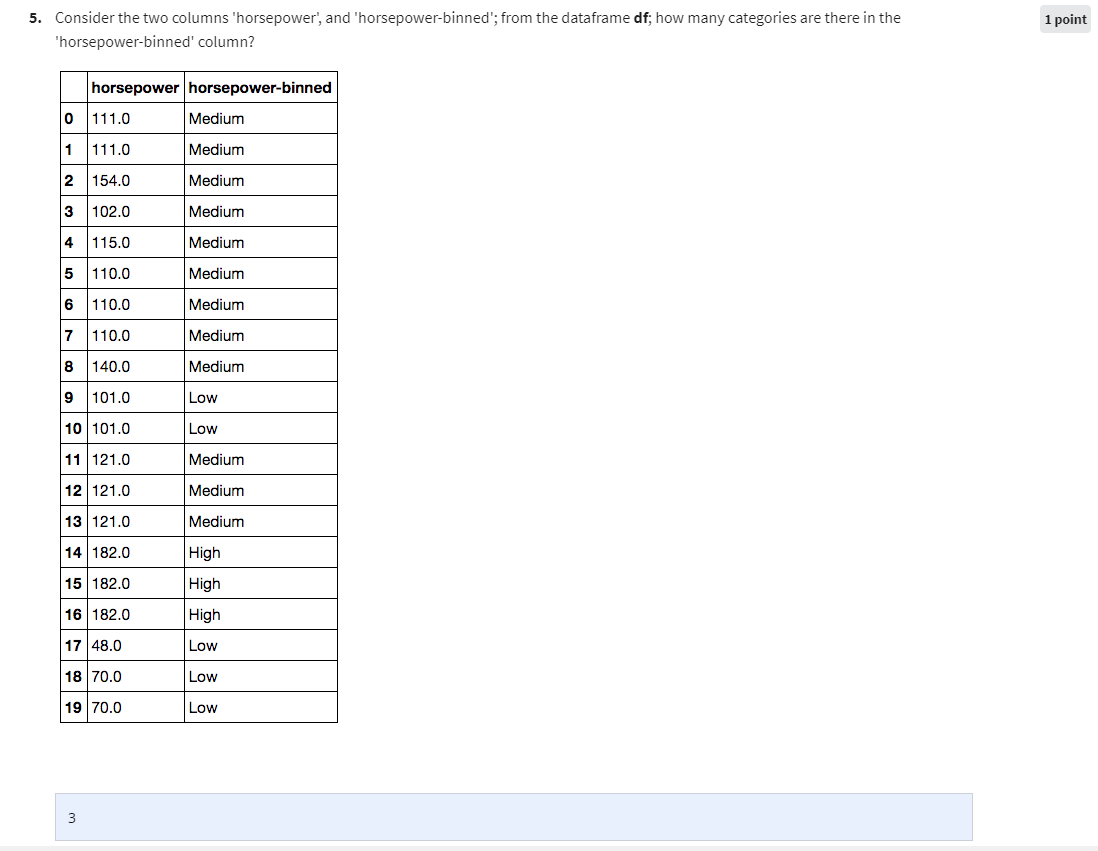 5. Consider the two columns 'horsepower', and 'horsepower-binned'; from the dataframe df; how many categories are there in the
'horsepower-binned' column?
1 point
horsepower horsepower-binned
0 111.0 Medium
1 111.0 Medium
2 154.0 Medium
3 102.0 Medium
4 115.0 Medium
5 110.0 Medium
6 110.0 Medium
7 110.0 Medium
8 140.0 Medium
9 101.0 Low
10 101.0 Low
11 121.0 Medium
12 121.0 Medium
13 121.0 Medium
14 182.0 High
15 182.0 High
16 182.0 High
17 48.0 Low
18 70.0 Low
19 70.0 Low
3